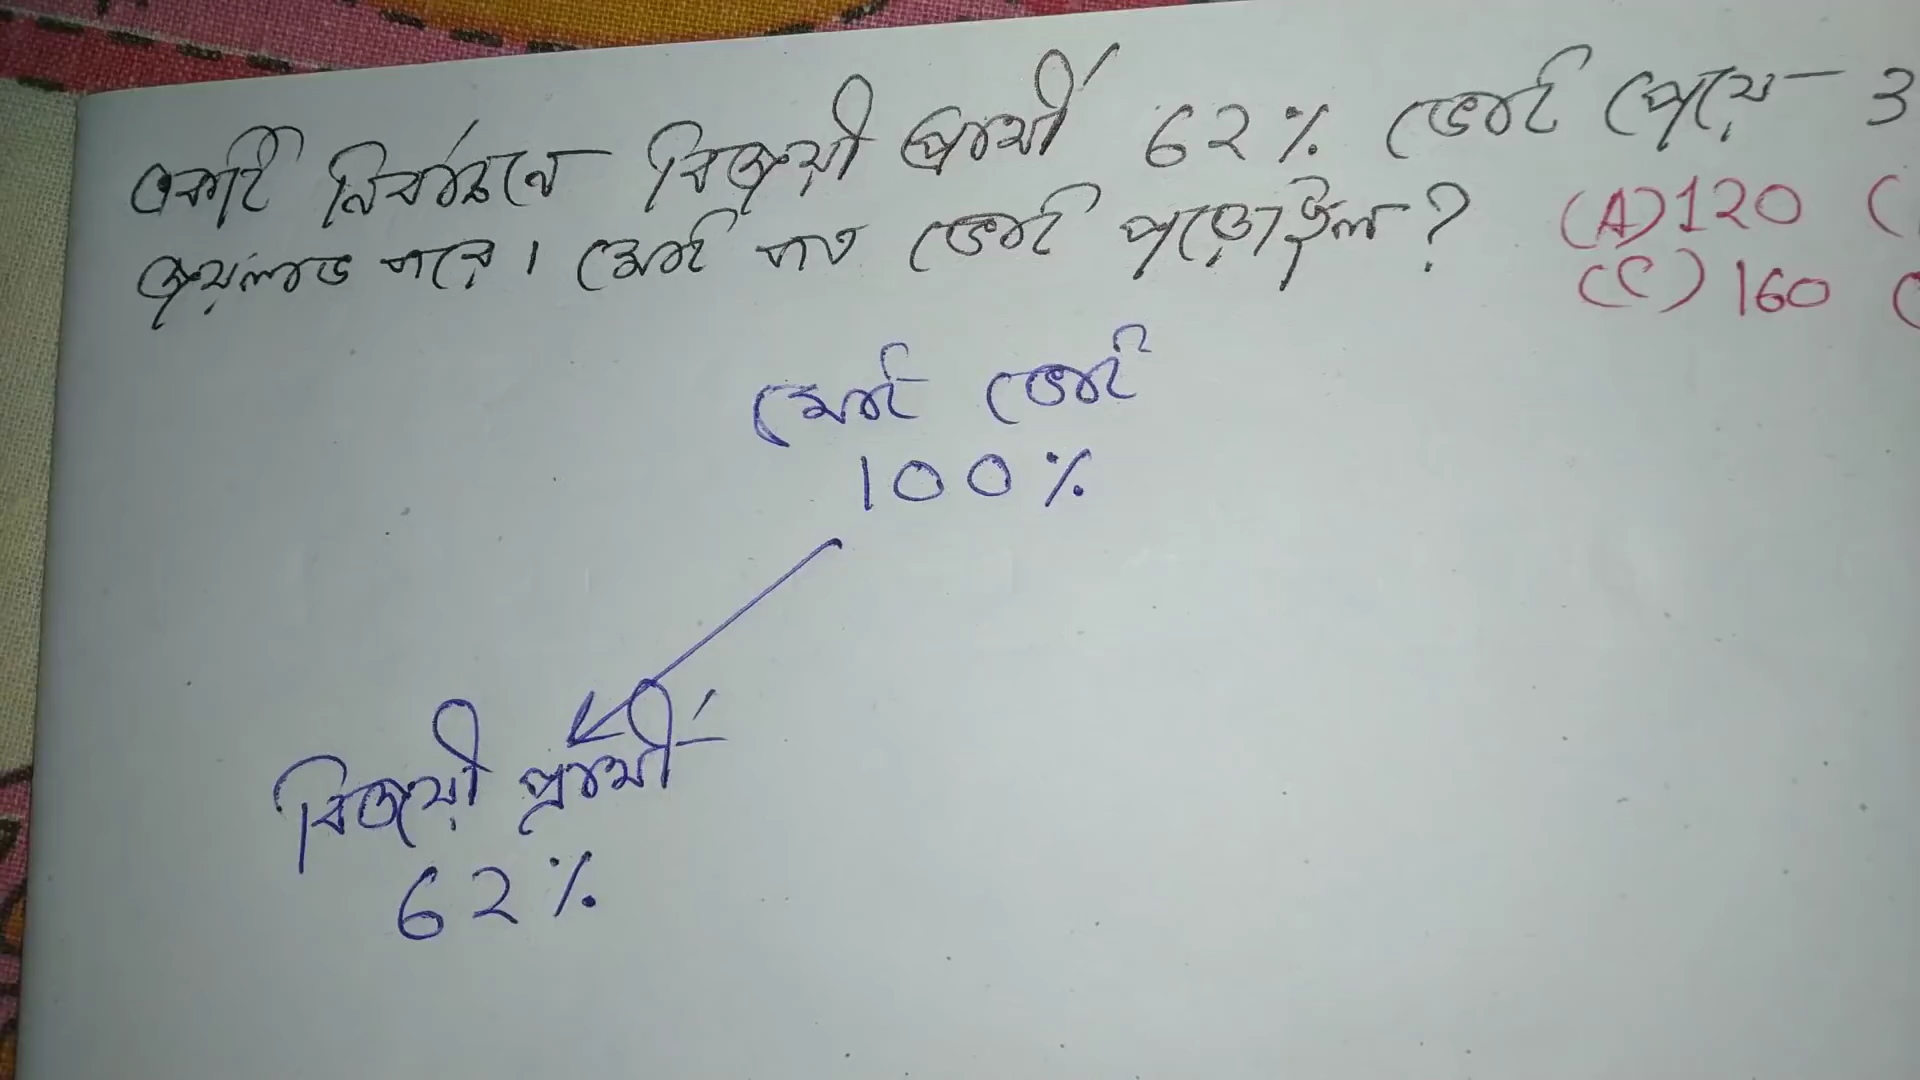 একটি নির্বাচনে বিজয়ী প্রার্থী 62% ভোট পেয়ে 3
জয়লাভ করে। মোট কত ভোট পড়েছিল? (A) 120 (
(C) 160 (
মোট ভোট
100%
বিজয়ী প্রার্থী
62%